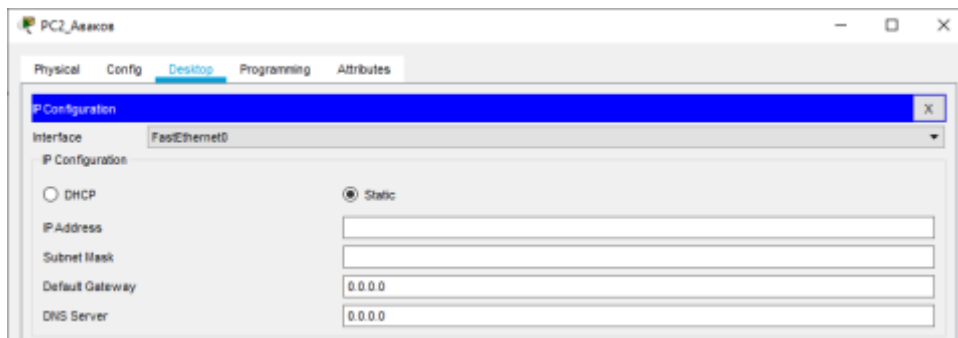 PC2_Аваков
Physical Config Desktop Programming Attributes
IP Configuration X
Interface FastEthernet0
IP Configuration
DHCP Static
IP Address
Subnet Mask
Default Gateway 0.0.0.0
DNS Server 0.0.0.0